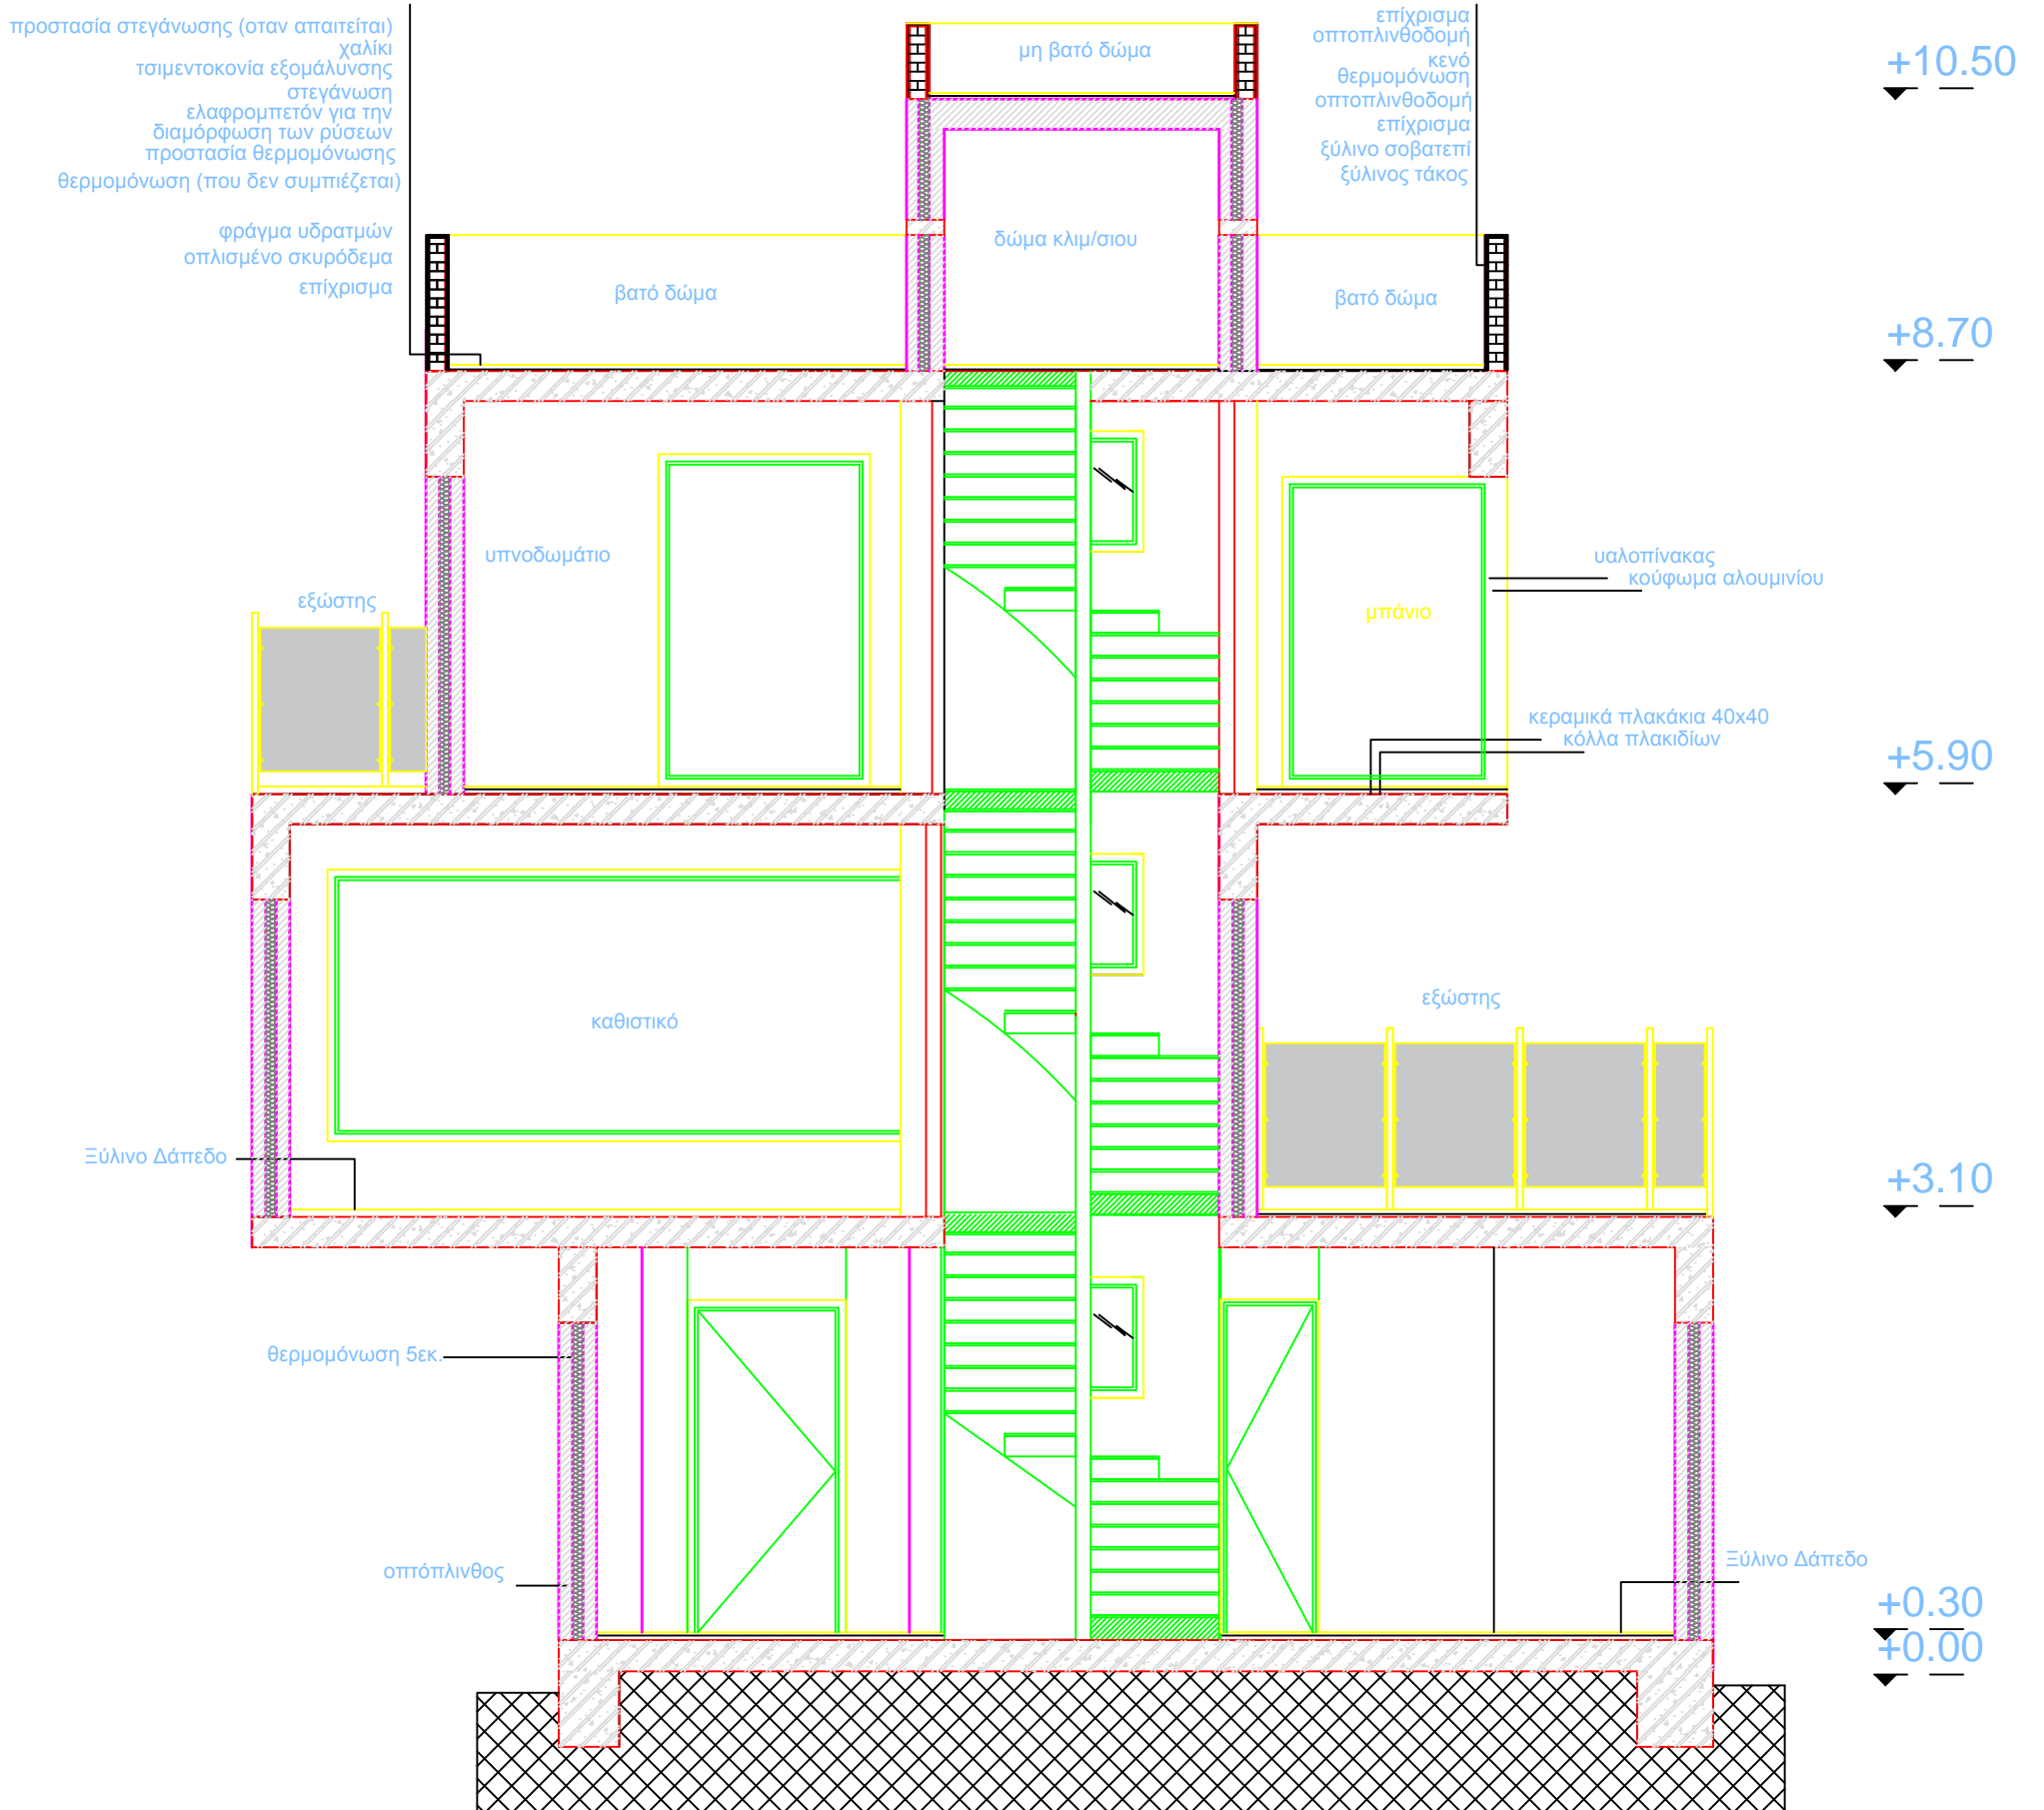 προστασία στεγάνωσης (οταν απαιτείται)
χαλίκι
τσιμεντοκονία εξομάλυνσης
στεγάνωση
ελαφρομπετόν για την
διαμόρφωση των ρύσεων
προστασία θερμομόνωσης
θερμομόνωση (που δεν συμπιέζεται)
φράγμα υδρατμών
οπλισμένο σκυρόδεμα
επίχρισμα
μη βατό δώμα
επίχρισμα
οπτοπλινθοδομή
κενό
θερμομόνωση
οπτοπλινθοδομή
επίχρισμα
ξύλινο σοβατεπί
ξύλινος τάκος
+10.50
βατό δώμα
δώμα κλιμ/σιου
βατό δώμα
+8.70
υπνοδωμάτιο
εξώστης
μπάνιο
υαλοπίνακας
κούφωμα αλουμινίου
κεραμικά πλακάκια 40x40
κόλλα πλακιδίων
+5.90
καθιστικό
εξώστης
Ξύλινο Δάπεδο
+3.10
θερμομόνωση 5εκ.
οπτόπλινθος
Ξύλινο Δάπεδο
+0.30
+0.00